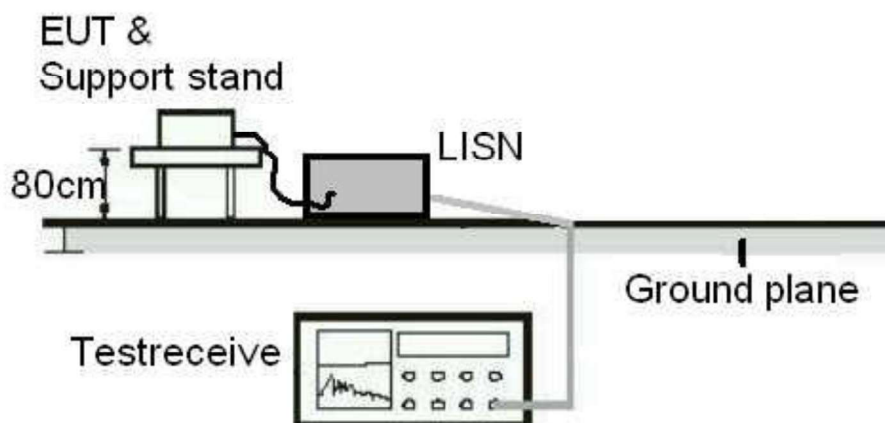 EUT &
Support stand
LISN
80cm
Ground plane
Testreceive